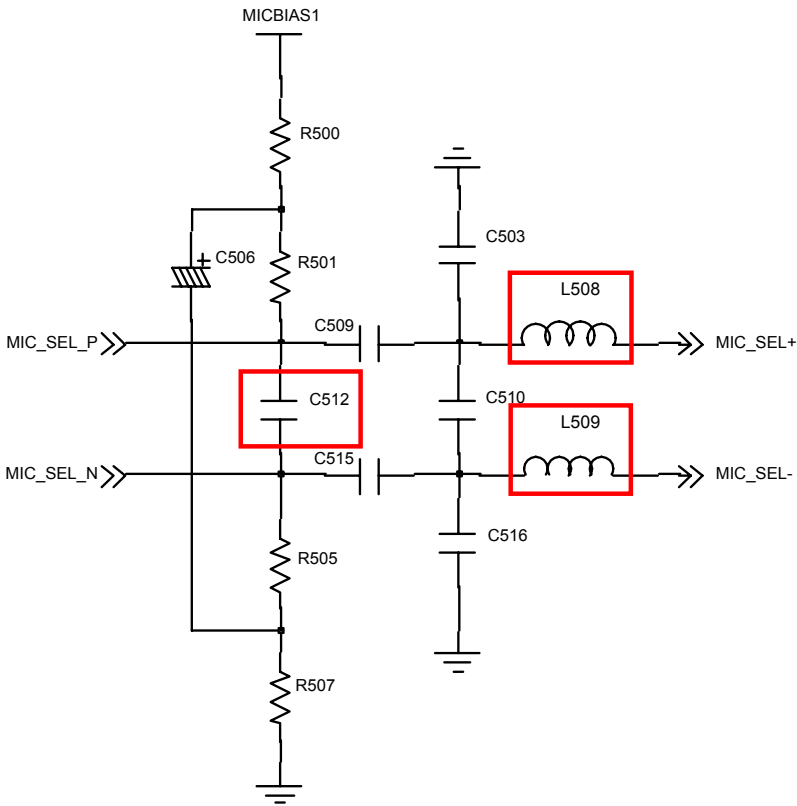 MICBIAS1
R500
C503
C506
R501
L508
C509
MIC_SEL_P
MIC_SEL+
C512
C510
L509
C515
MIC_SEL_N
MIC_SEL-
C516
R505
R507